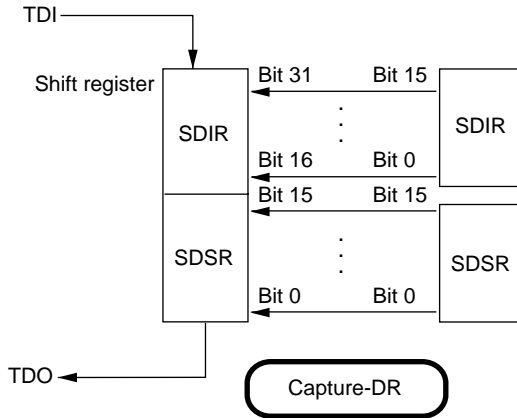 TDI
Shift register
Bit 31 Bit 15
SDIR
SDIR
.
.
.
Bit 16 Bit 0
Bit 15 Bit 15
SDSR
SDSR
.
.
.
Bit 0 Bit 0
TDO
Capture-DR